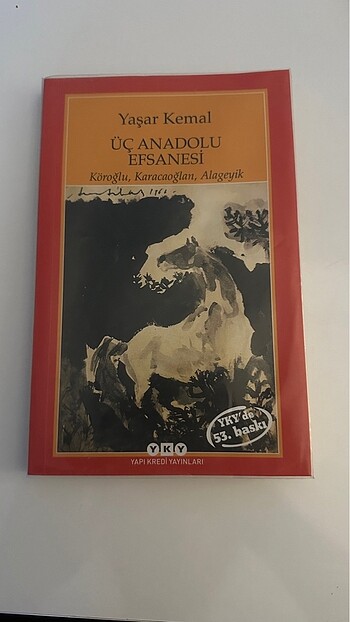 Yaşar Kemal
ÜÇ ANADOLU
EFSANESİ
Köroğlu, Karacaoğlan, Alageyik
YKY'de
53. baskı
YKY
YAPI KREDİ YAYINLARI